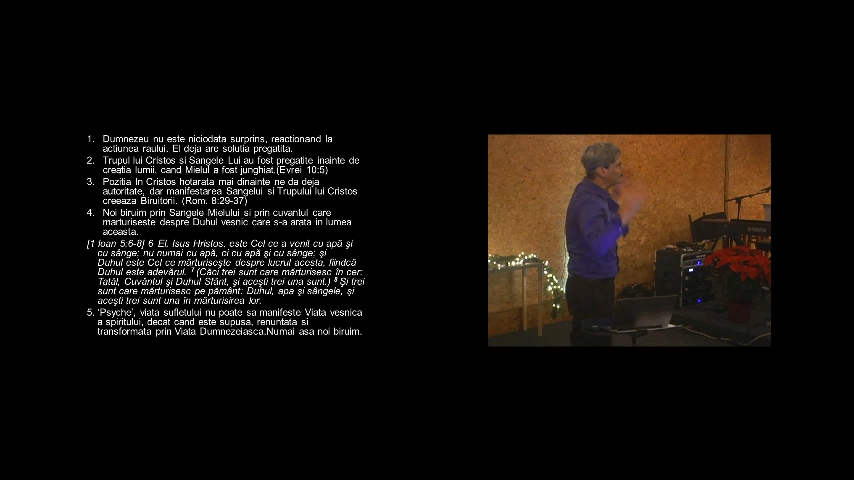 1. Dumnezeu nu este niciodata surprins, reactionand la
actiunea raului. El deja are solutia pregatita.
2. Trupul lui Cristos si Sangele Lui au fost pregatite inainte de
creatia lumii, cand Mielul a fost junghiat.(Evrei 10:5)
3. Pozitia In Cristos hotarata mai dinainte ne da deja
autoritate, dar manifestarea Sangelui si Trupului lui Cristos
creeaza Biruitorii. (Rom. 8:29-37)
4. Noi biruim prin Sangele Mielului si prin cuvantul care
marturiseste despre Duhul vesnic care s-a arata in lumea
aceasta.
[1 Ioan 5:6-8] 6 El, Isus Hristos, este Cel ce a venit cu apă şi
cu sânge; nu numai cu apă, ci cu apă şi cu sânge; şi
Duhul este Cel ce mărturiseşte despre lucrul acesta, fiindcă
Duhul este adevărul. 7 (Căci trei sunt care mărturisesc în cer:
Tatăl, Cuvântul şi Duhul Sfânt, şi aceşti trei una sunt.) 8 Şi trei
sunt care mărturisesc pe pământ: Duhul, apa şi sângele, şi
aceşti trei sunt una în mărturisirea lor.
5. 'Psyche', viata sufletului nu poate sa manifeste Viata vesnica
a spiritului, decat cand este supusa, renuntata si
transformata prin Viata Dumnezeiasca.Numai asa noi biruim.